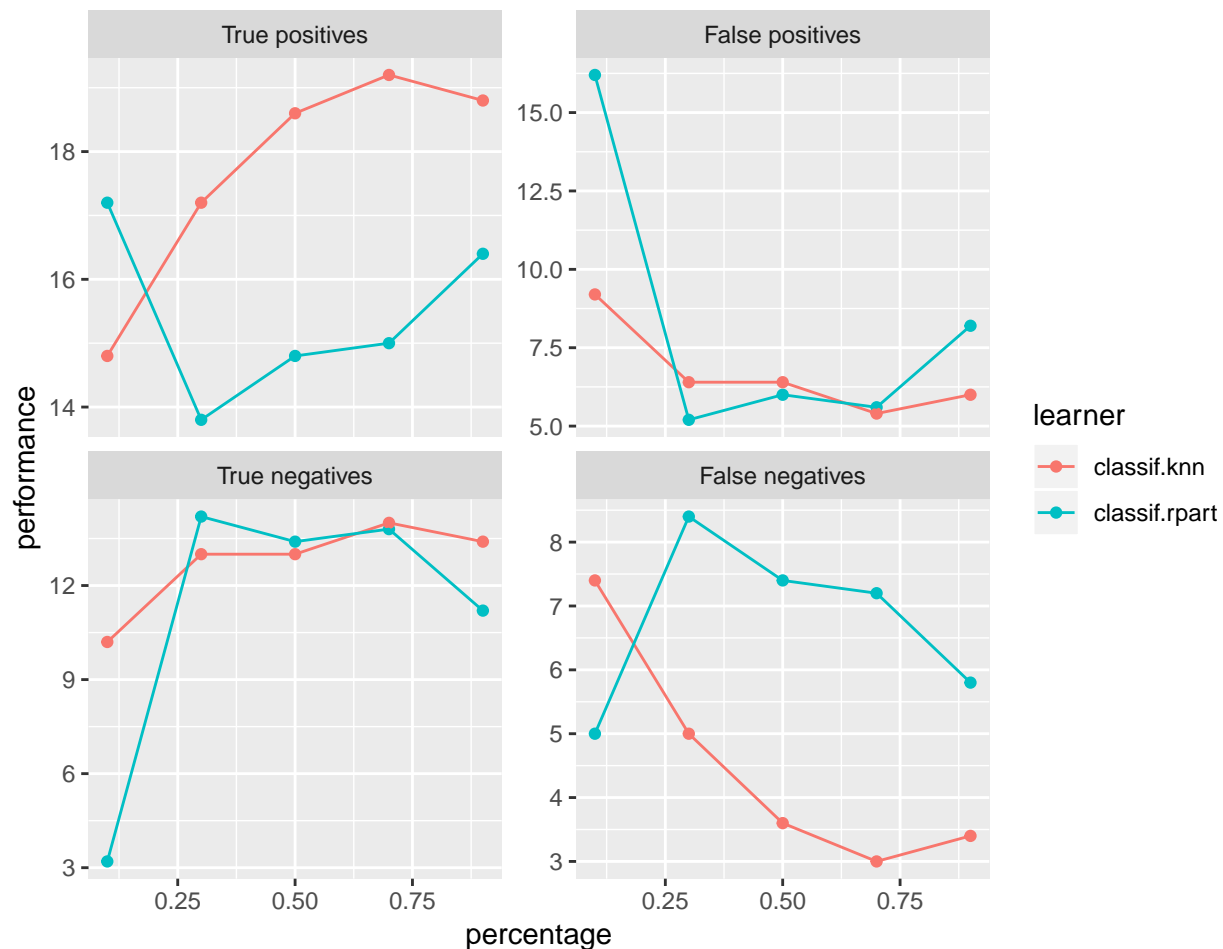 True positives
False positives
18
16
14
15.0
12.5
10.0
7.5
5.0
True negatives
False negatives
12
9
6
3
8
7
6
5
4
3
0.25 0.50 0.75
0.25 0.50 0.75
percentage
performance
learner
classif.knn
classif.rpart